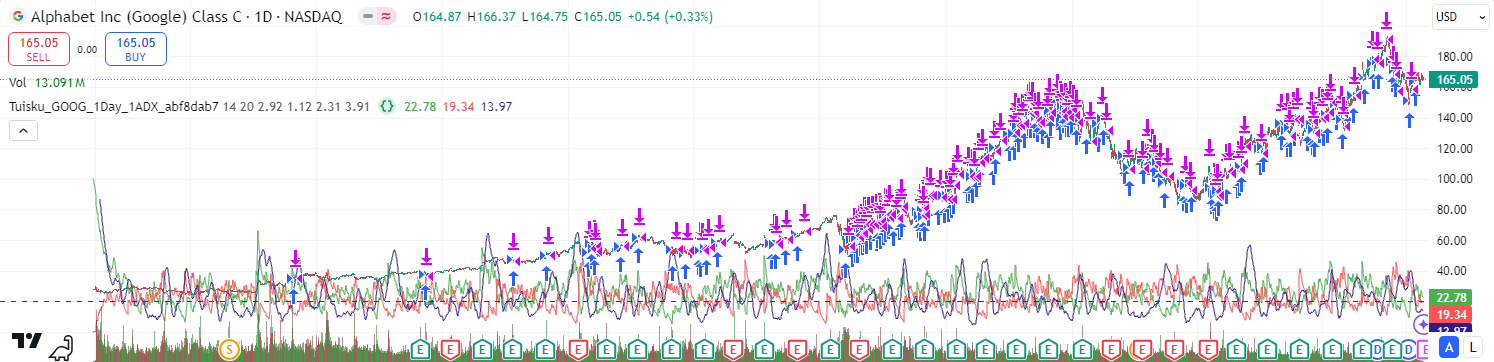 Alphabet Inc (Google) Class C · 1D · NASDAQ O164.87 H166.37 L164.75 C165.05 +0.54 (+0.33%)
USD
165.05 SELL 0.00 165.05 BUY
Vol 13.091 M
Tuisku_GOOG_1Day_1ADX_abf8dab7 14 20 2.92 1.12 2.31 3.91 {} 22.78 19.34 13.97
180.00
165.05
160.00
140.00
120.00
100.00
80.00
60.00
40.00
22.78
19.34
13.97
S E E E E E E E E E E E E E E E E E E E E E E E E E E E E E E E D E D E
A L